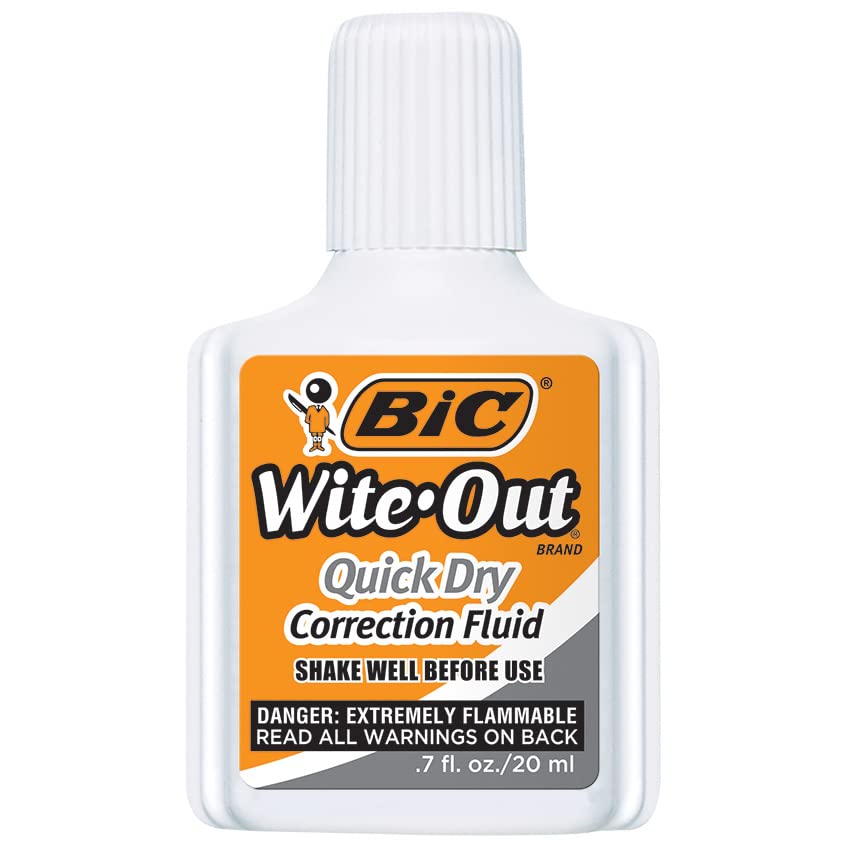 BiC®
Wite•Out®
BRAND
Quick Dry
Correction Fluid
SHAKE WELL BEFORE USE
DANGER: EXTREMELY FLAMMABLE
READ ALL WARNINGS ON BACK
.7 fl. oz./20 ml